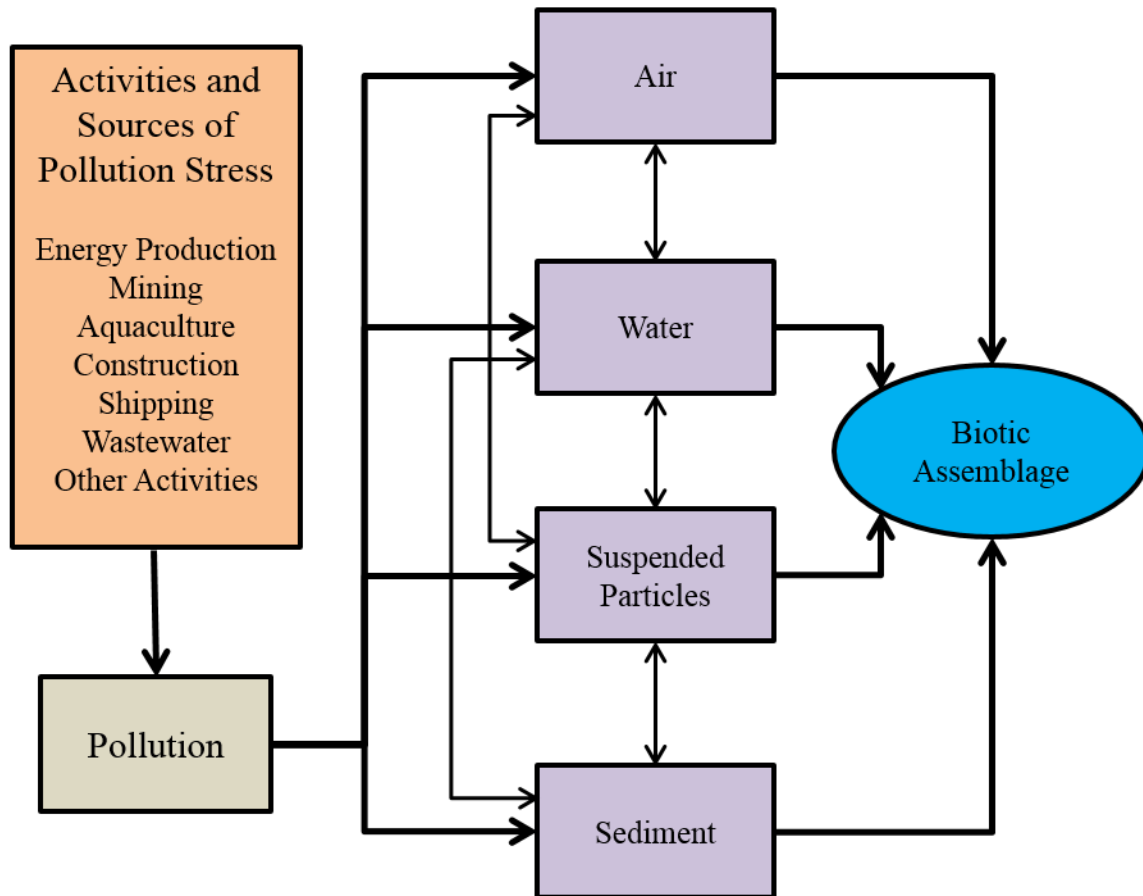 Activities and
Sources of
Pollution Stress
Energy Production
Mining
Aquaculture
Construction
Shipping
Wastewater
Other Activities
Pollution
Air
Water
Suspended
Particles
Sediment
Biotic
Assemblage